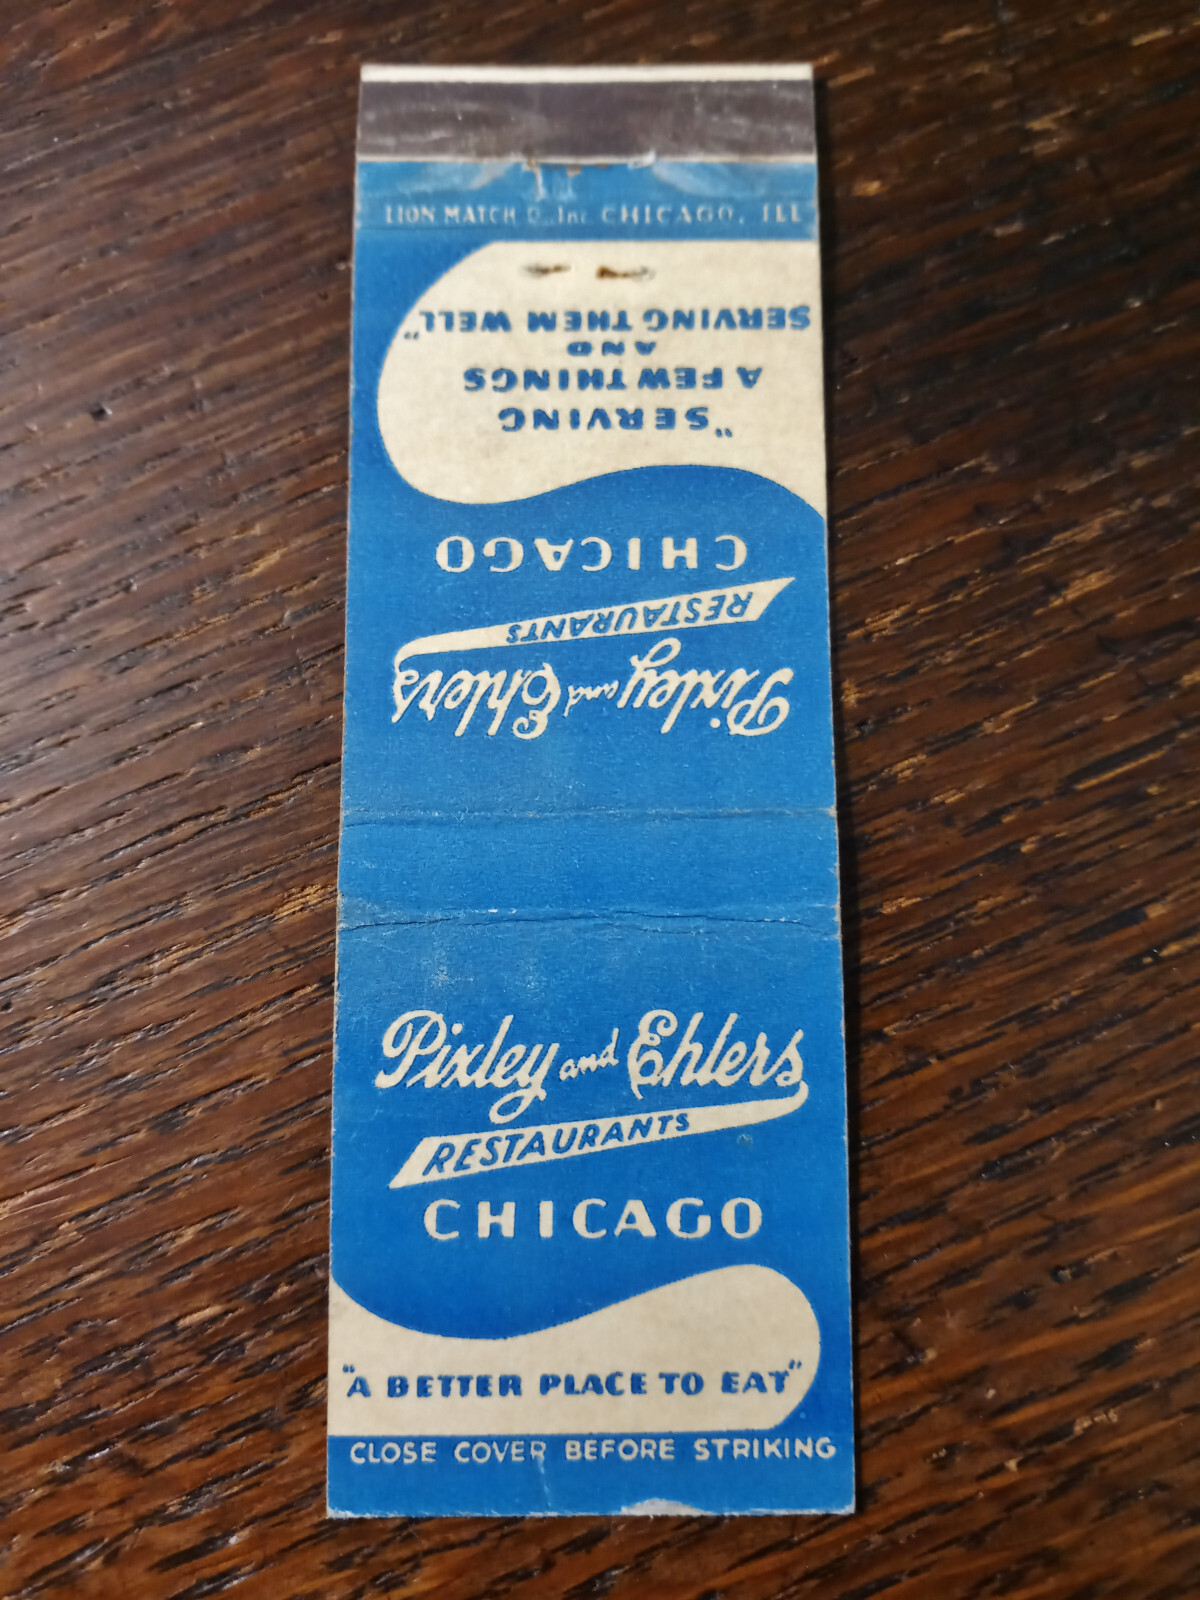 LION MATCH C., Inc. CHICAGO, ILL
"SERVING
A FEW THINGS
AND
SERVING THEM WELL"
Pixley and Ehlers
RESTAURANTS
CHICAGO
Pixley and Ehlers
RESTAURANTS
CHICAGO
"A BETTER PLACE TO EAT"
CLOSE COVER BEFORE STRIKING